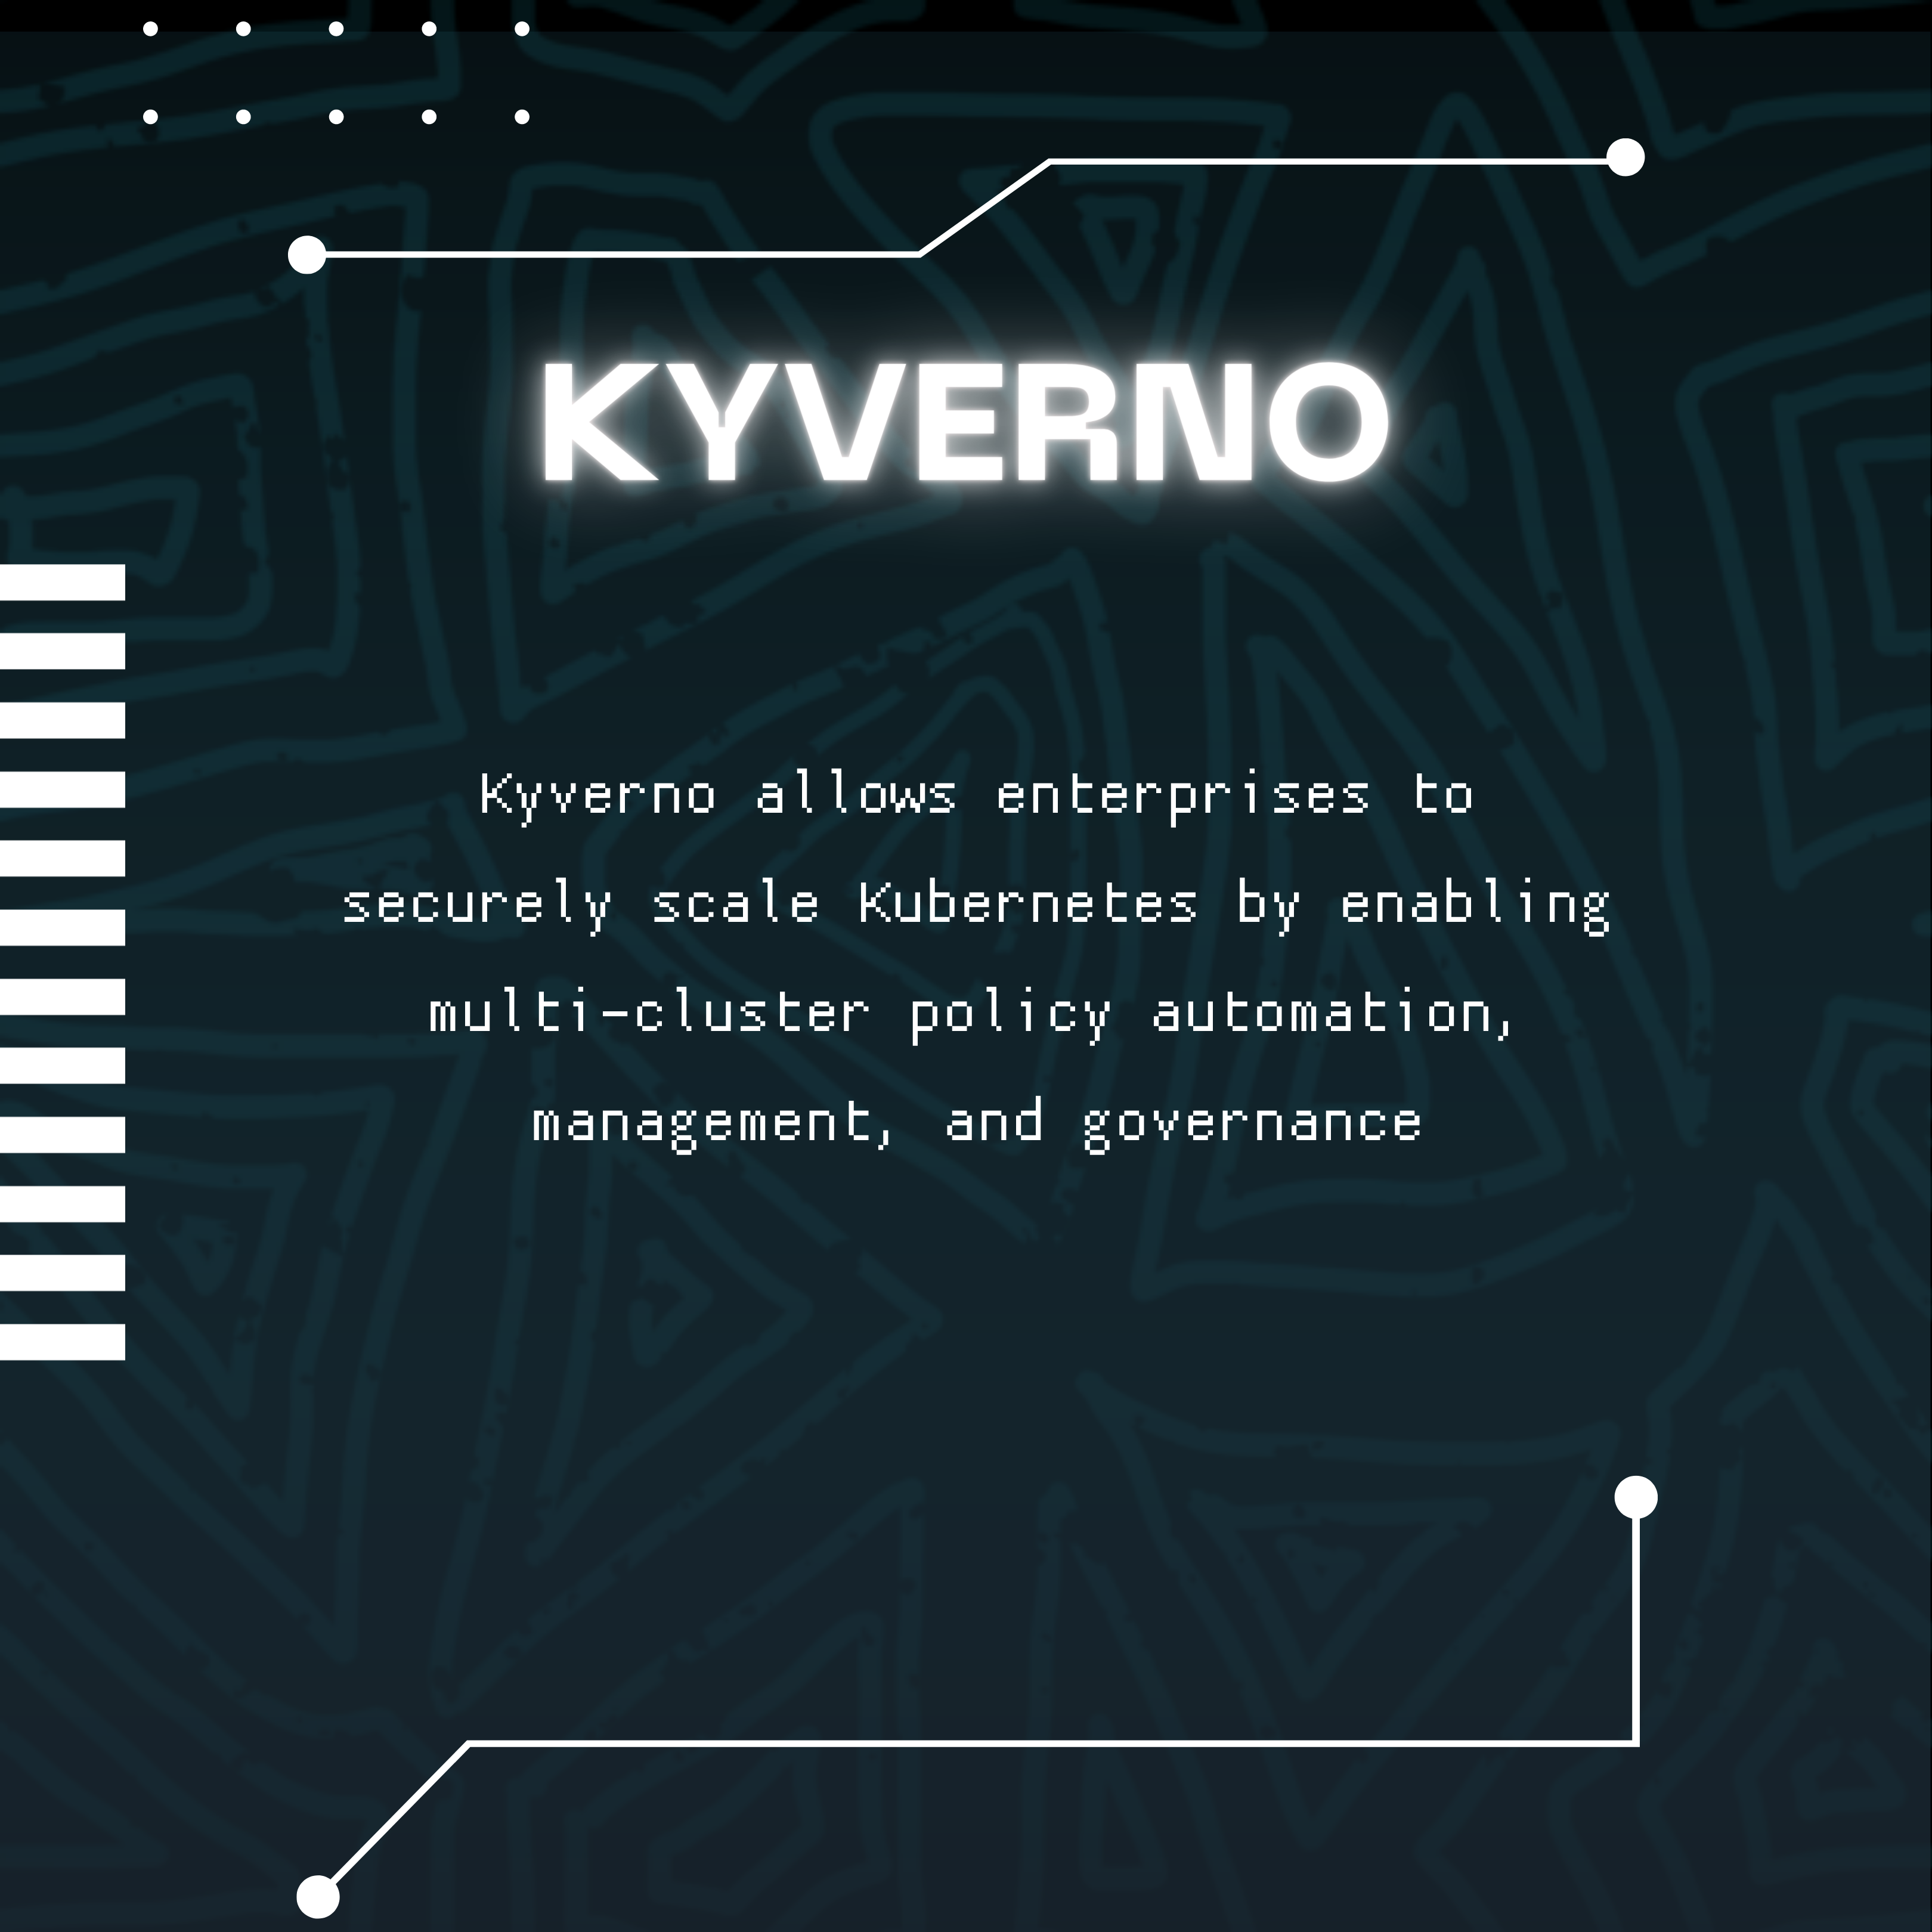 KYVERNO
Kyverno allows enterprises to
securely scale Kubernetes by enabling
multi-cluster policy automation,
management, and governance